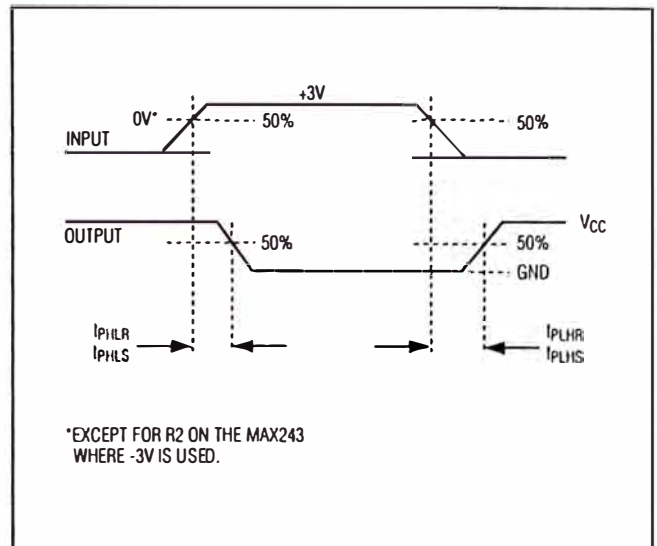 +3V
0V* 50% 50%
INPUT
OUTPUT
VCC
50% 50%
GND
tPHLR
tPHLS
tPLHR
tPLHS
*EXCEPT FOR R2 ON THE MAX243
WHERE -3V IS USED.